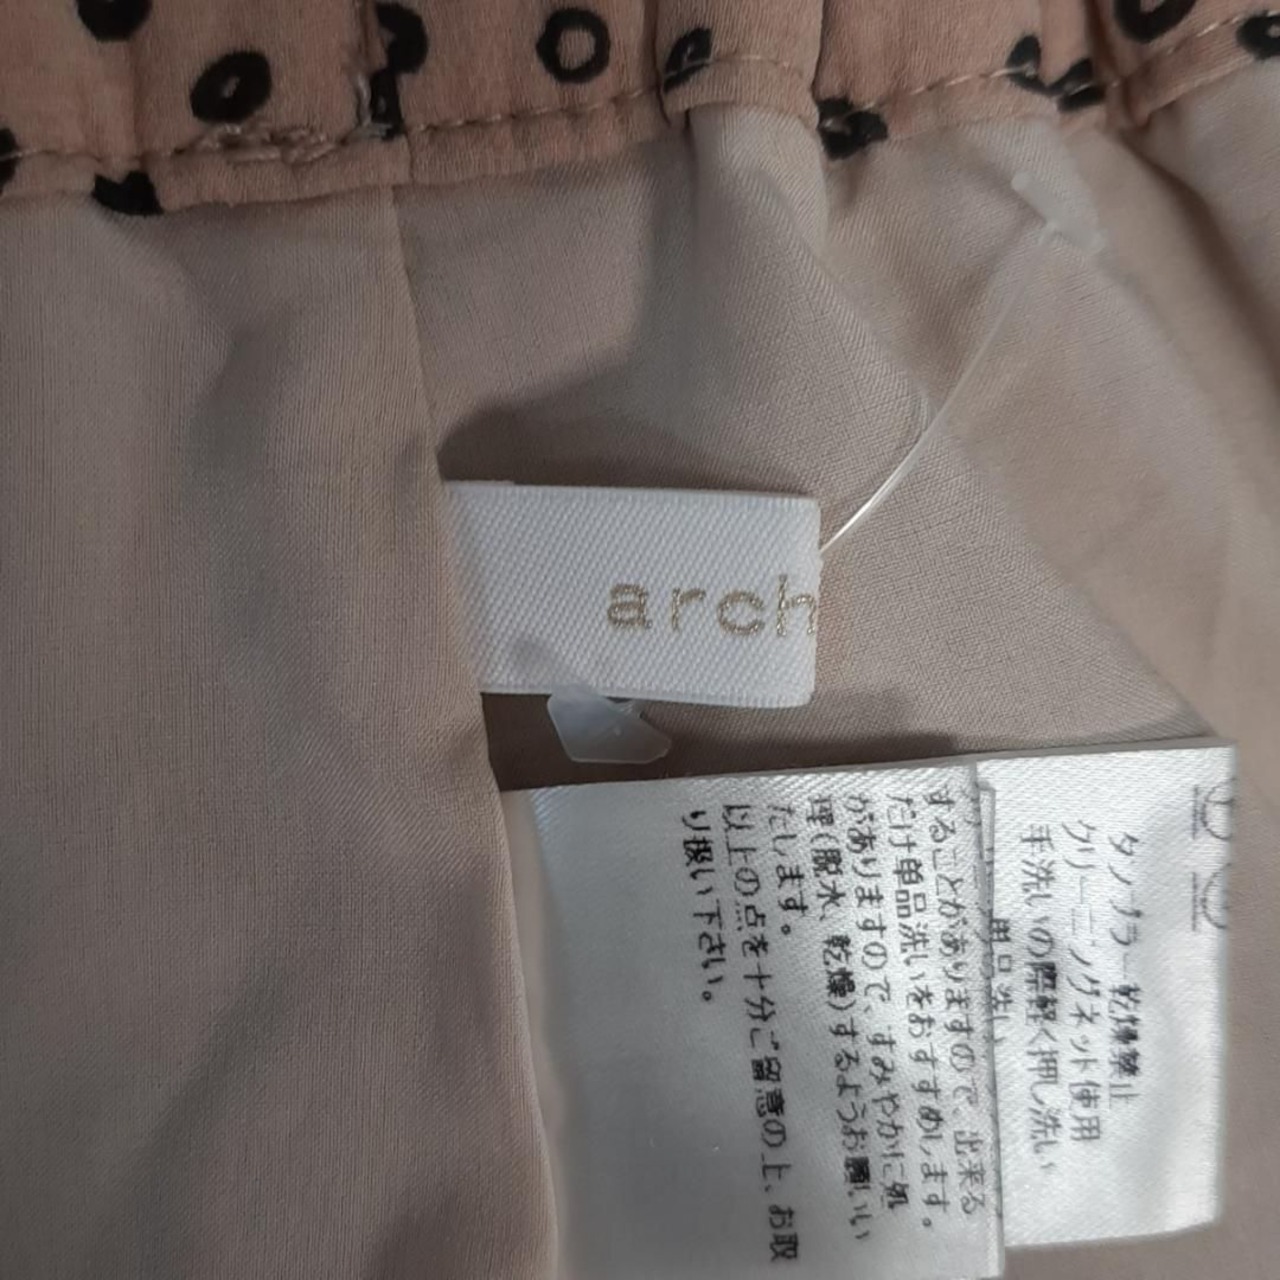 arch
タンブラー乾燥禁止
クリーニングネット使用
手洗いの際軽く押し洗い
単品洗い
することがありますので、出来る
だけ単品洗いをおすすめします。
がありますので、すみやかに処
理(脱水、乾燥)するようお願いい
たします。
以上の点を十分ご留意の上、お取
り扱い下さい。